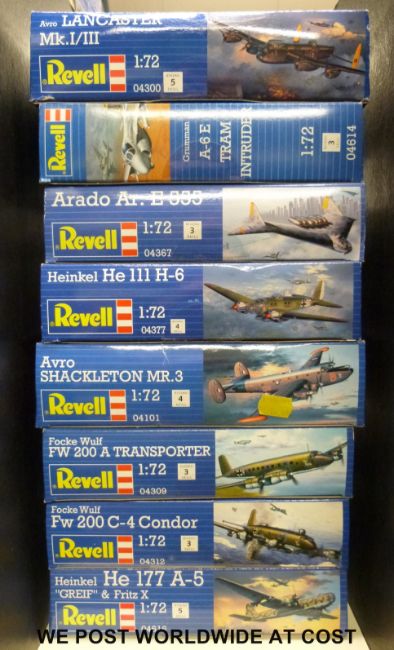 Avro LANCASTER
Mk.I/III
Revell 1:72
04300
5
Revell
Grumman
A-6 E
TRAM
INTRUDER
1:72
3
04614
Arado Ar. E 555
Revell 1:72
04367
3
Heinkel He 111 H-6
Revell 1:72
04377
4
Avro
SHACKLETON MR.3
Revell 1:72
04101
4
Focke Wulf
FW 200 A TRANSPORTER
Revell 1:72
04309
3
Focke Wulf
Fw 200 C-4 Condor
Revell 1:72
04312
3
Heinkel He 177 A-5
"GREIF" & Fritz X
Revell 1:72
5
WE POST WORLDWIDE AT COST